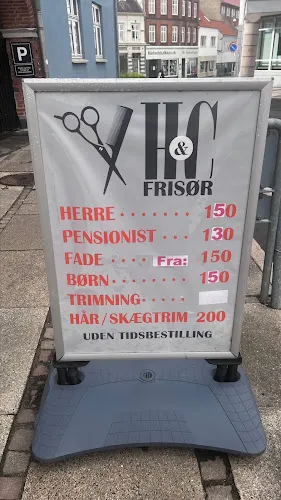 P
H&C
FRISØR
HERRE ······· 150
PENSIONIST ··· 130
FADE Fra: 150
BØRN ······ 150
TRIMNING·····
HÅR/SKÆGTRIM 200
UDEN TIDSBESTILLING